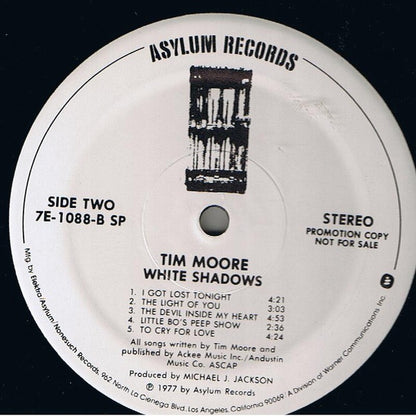 ASYLUM RECORDS
SIDE TWO
7E-1088-B SP
STEREO
PROMOTION COPY
NOT FOR SALE
TIM MOORE
WHITE SHADOWS
1. I GOT LOST TONIGHT 4:21
2. THE LIGHT OF YOU 3:03
3. THE DEVIL INSIDE MY HEART 4:53
4. LITTLE BO'S PEEP SHOW 2:36
5. TO CRY FOR LOVE 4:24
All songs written by Tim Moore and
published by Ackee Music Inc./Andustin
Music Co. ASCAP
Produced by MICHAEL J. JACKSON
℗ 1977 by Asylum Records
Mfg. by Elektra/Asylum/Nonesuch Records, 962 North La Cienega Blvd., Los Angeles, California 90069 · A Division of Warner Communications Inc.